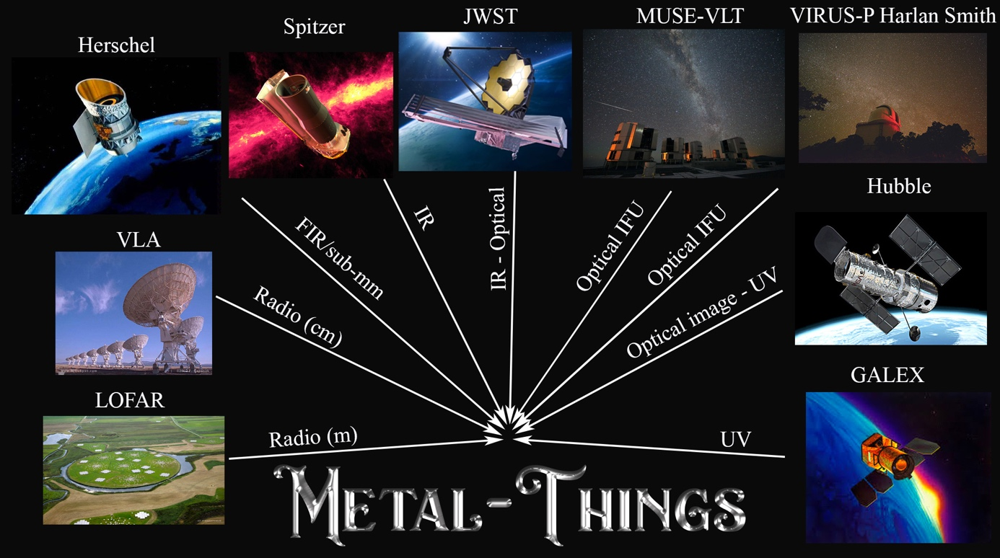 Herschel
Spitzer
JWST
MUSE-VLT
VIRUS-P Harlan Smith
Hubble
VLA
GALEX
LOFAR
FIR/sub-mm
IR
IR - Optical
Optical IFU
Optical IFU
Optical image - UV
Radio (cm)
Radio (m)
UV
METAL-THINGS